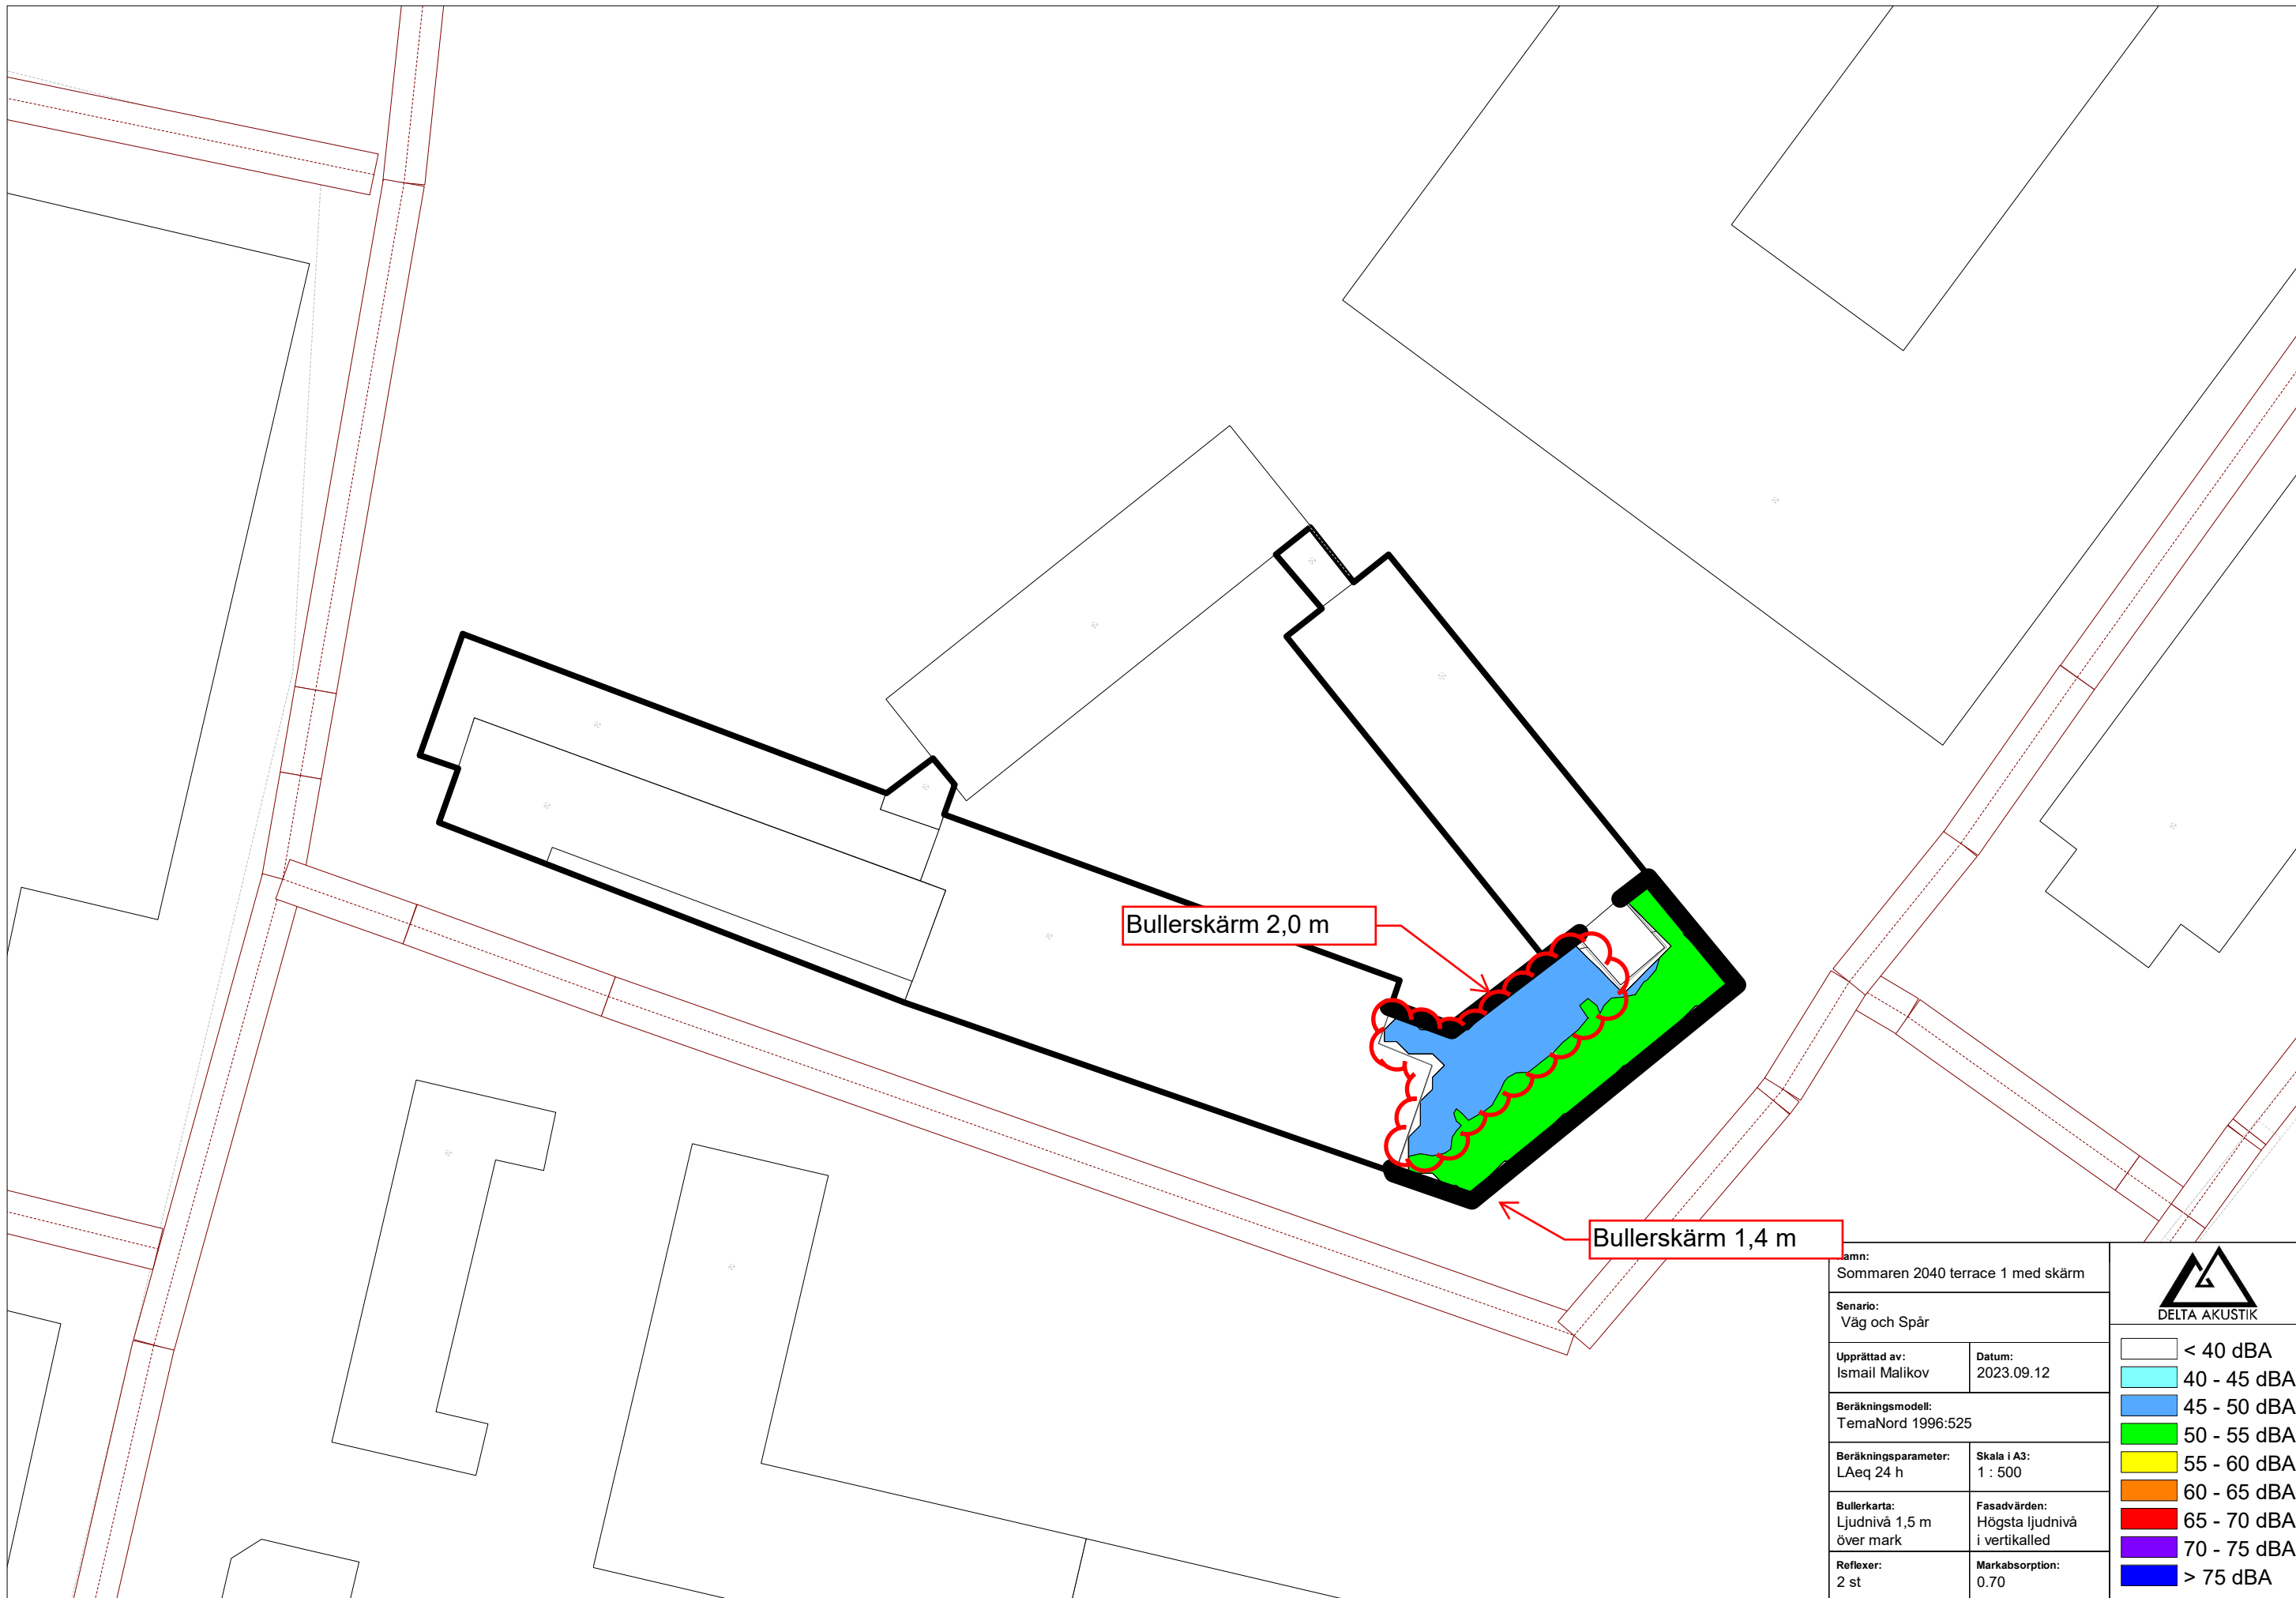 Bullerskärm 2,0 m
Bullerskärm 1,4 m
amn:
Sommaren 2040 terrace 1 med skärm
Senario:
Väg och Spår
Upprättad av:
Ismail Malikov
Datum:
2023.09.12
Beräkningsmodell:
TemaNord 1996:525
Beräkningsparameter:
LAeq 24 h
Skala i A3:
1 : 500
Bullerkarta:
Ljudnivå 1,5 m
över mark
Fasadvärden:
Högsta ljudnivå
i vertikalled
Reflexer:
2 st
Markabsorption:
0.70
DELTA AKUSTIK
< 40 dBA
40 - 45 dBA
45 - 50 dBA
50 - 55 dBA
55 - 60 dBA
60 - 65 dBA
65 - 70 dBA
70 - 75 dBA
> 75 dBA